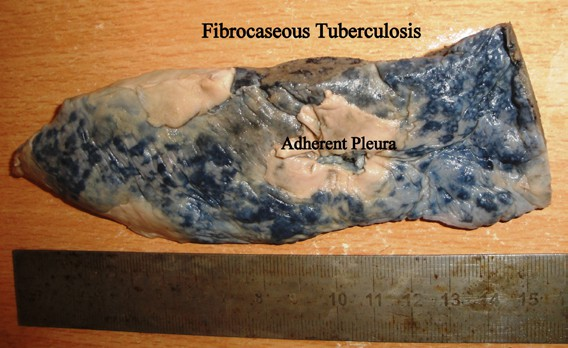 Fibrocaseous Tuberculosis
Adherent Pleura
10 11 12 13 14 15